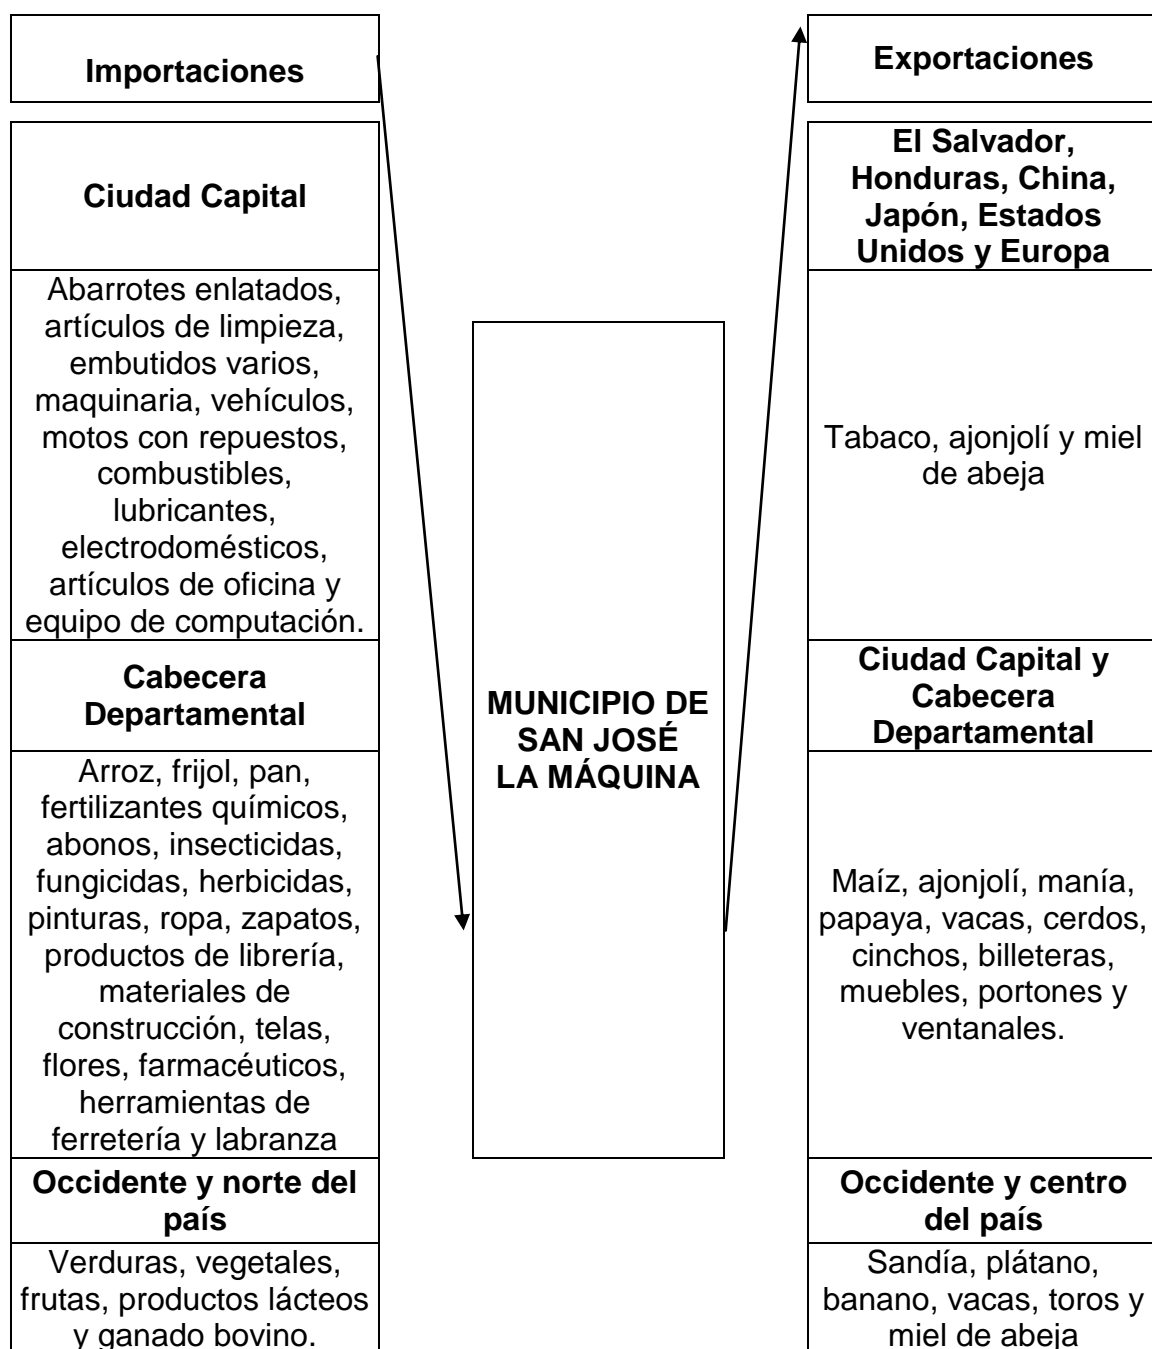 Importaciones
Ciudad Capital
Abarrotes enlatados,
artículos de limpieza,
embutidos varios,
maquinaria, vehículos,
motos con repuestos,
combustibles,
lubricantes,
electrodomésticos,
artículos de oficina y
equipo de computación.
Cabecera
Departamental
Arroz, frijol, pan,
fertilizantes químicos,
abonos, insecticidas,
fungicidas, herbicidas,
pinturas, ropa, zapatos,
productos de librería,
materiales de
construcción, telas,
flores, farmacéuticos,
herramientas de
ferretería y labranza
Occidente y norte del
país
Verduras, vegetales,
frutas, productos lácteos
y ganado bovino.
MUNICIPIO DE
SAN JOSÉ
LA MÁQUINA
Exportaciones
El Salvador,
Honduras, China,
Japón, Estados
Unidos y Europa
Tabaco, ajonjolí y miel
de abeja
Ciudad Capital y
Cabecera
Departamental
Maíz, ajonjolí, manía,
papaya, vacas, cerdos,
cinchos, billeteras,
muebles, portones y
ventanales.
Occidente y centro
del país
Sandía, plátano,
banano, vacas, toros y
miel de abeja